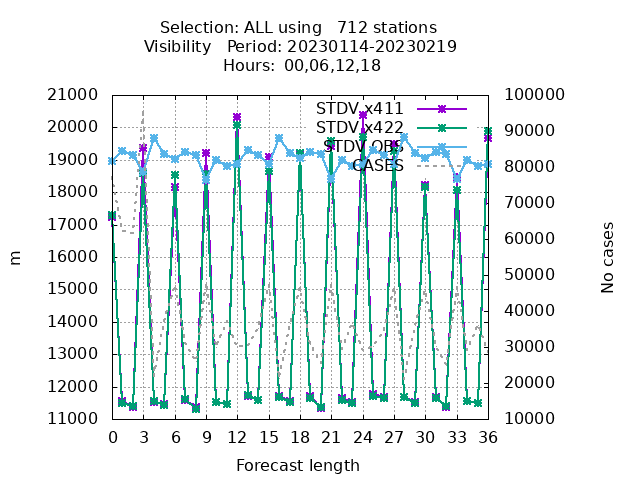 Selection: ALL using   712 stations
Visibility   Period: 20230114-20230219
Hours: 00,06,12,18
21000
20000
19000
18000
17000
16000
15000
14000
13000
12000
11000
m
STDV x411
STDV x422
STDV OBS
CASES
100000
90000
80000
70000
60000
50000
40000
30000
20000
10000
No cases
0 3 6 9 12 15 18 21 24 27 30 33 36
Forecast length